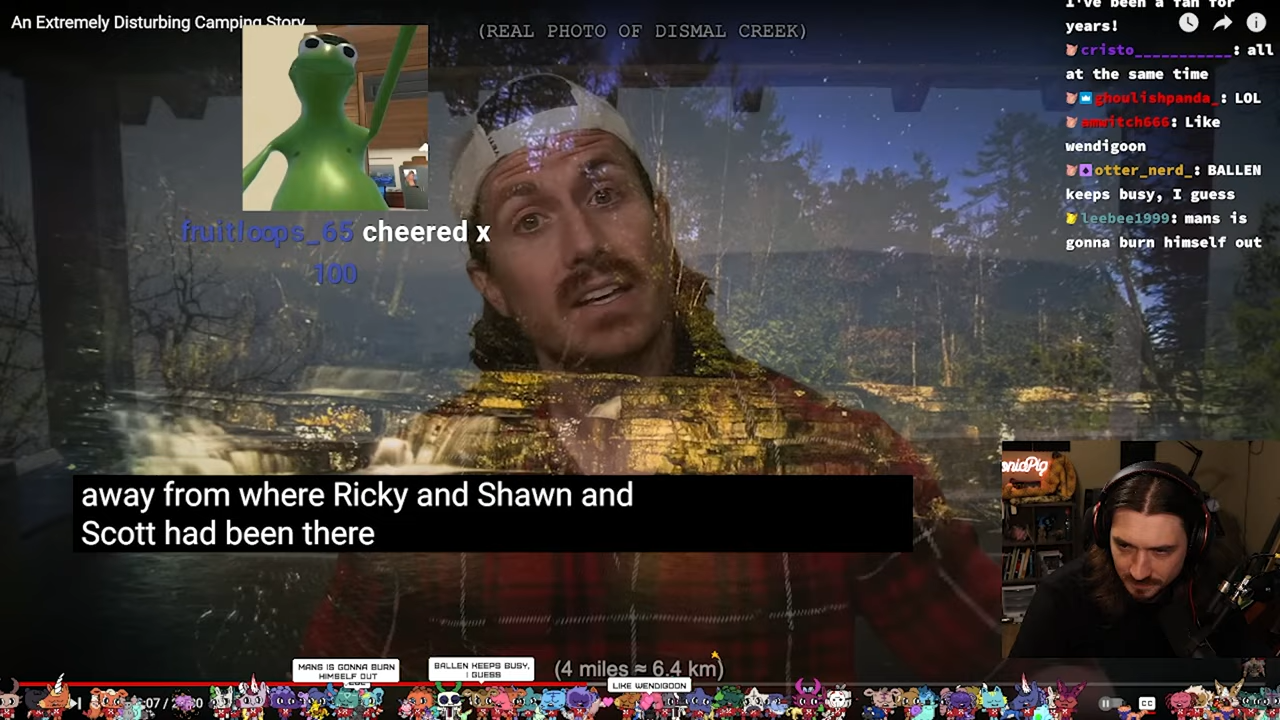 An Extremely Disturbing Camping Story
(REAL PHOTO OF DISMAL CREEK)
I've been a fan for
years!
cristo___________: all
at the same time
ghoulishpanda_: LOL
amwitch666: Like
wendigoon
otter_nerd_: BALLEN
keeps busy, I guess
leebee1999: mans is
gonna burn himself out
fruitloops_65 cheered x
100
away from where Ricky and Shawn and
Scott had been there
(4 miles ≈ 6.4 km)
MANS IS GONNA BURN
HIMSELF OUT
BALLEN KEEPS BUSY,
I GUESS
LIKE WENDIGOON
CC